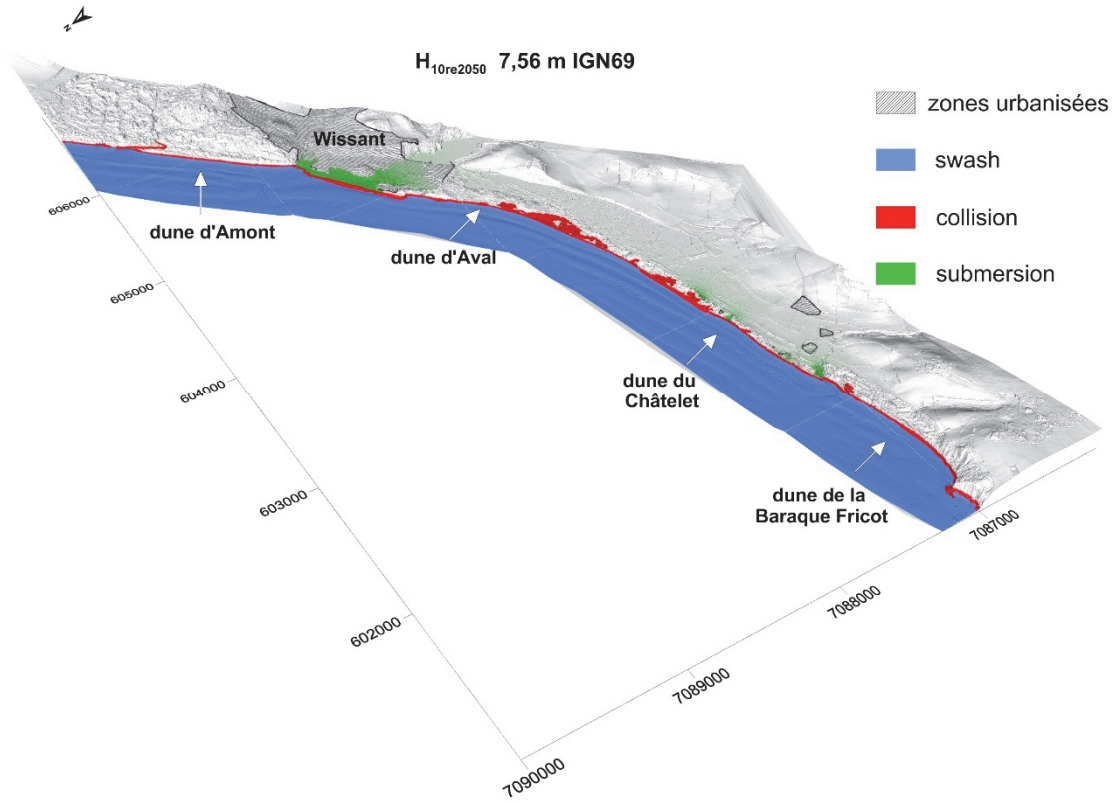 N
H10re2050 7,56 m IGN69
zones urbanisées
swash
collision
submersion
Wissant
dune d'Amont
dune d'Aval
dune du
Châtelet
dune de la
Baraque Fricot
606000
605000
604000
603000
602000
7090000
7089000
7088000
7087000